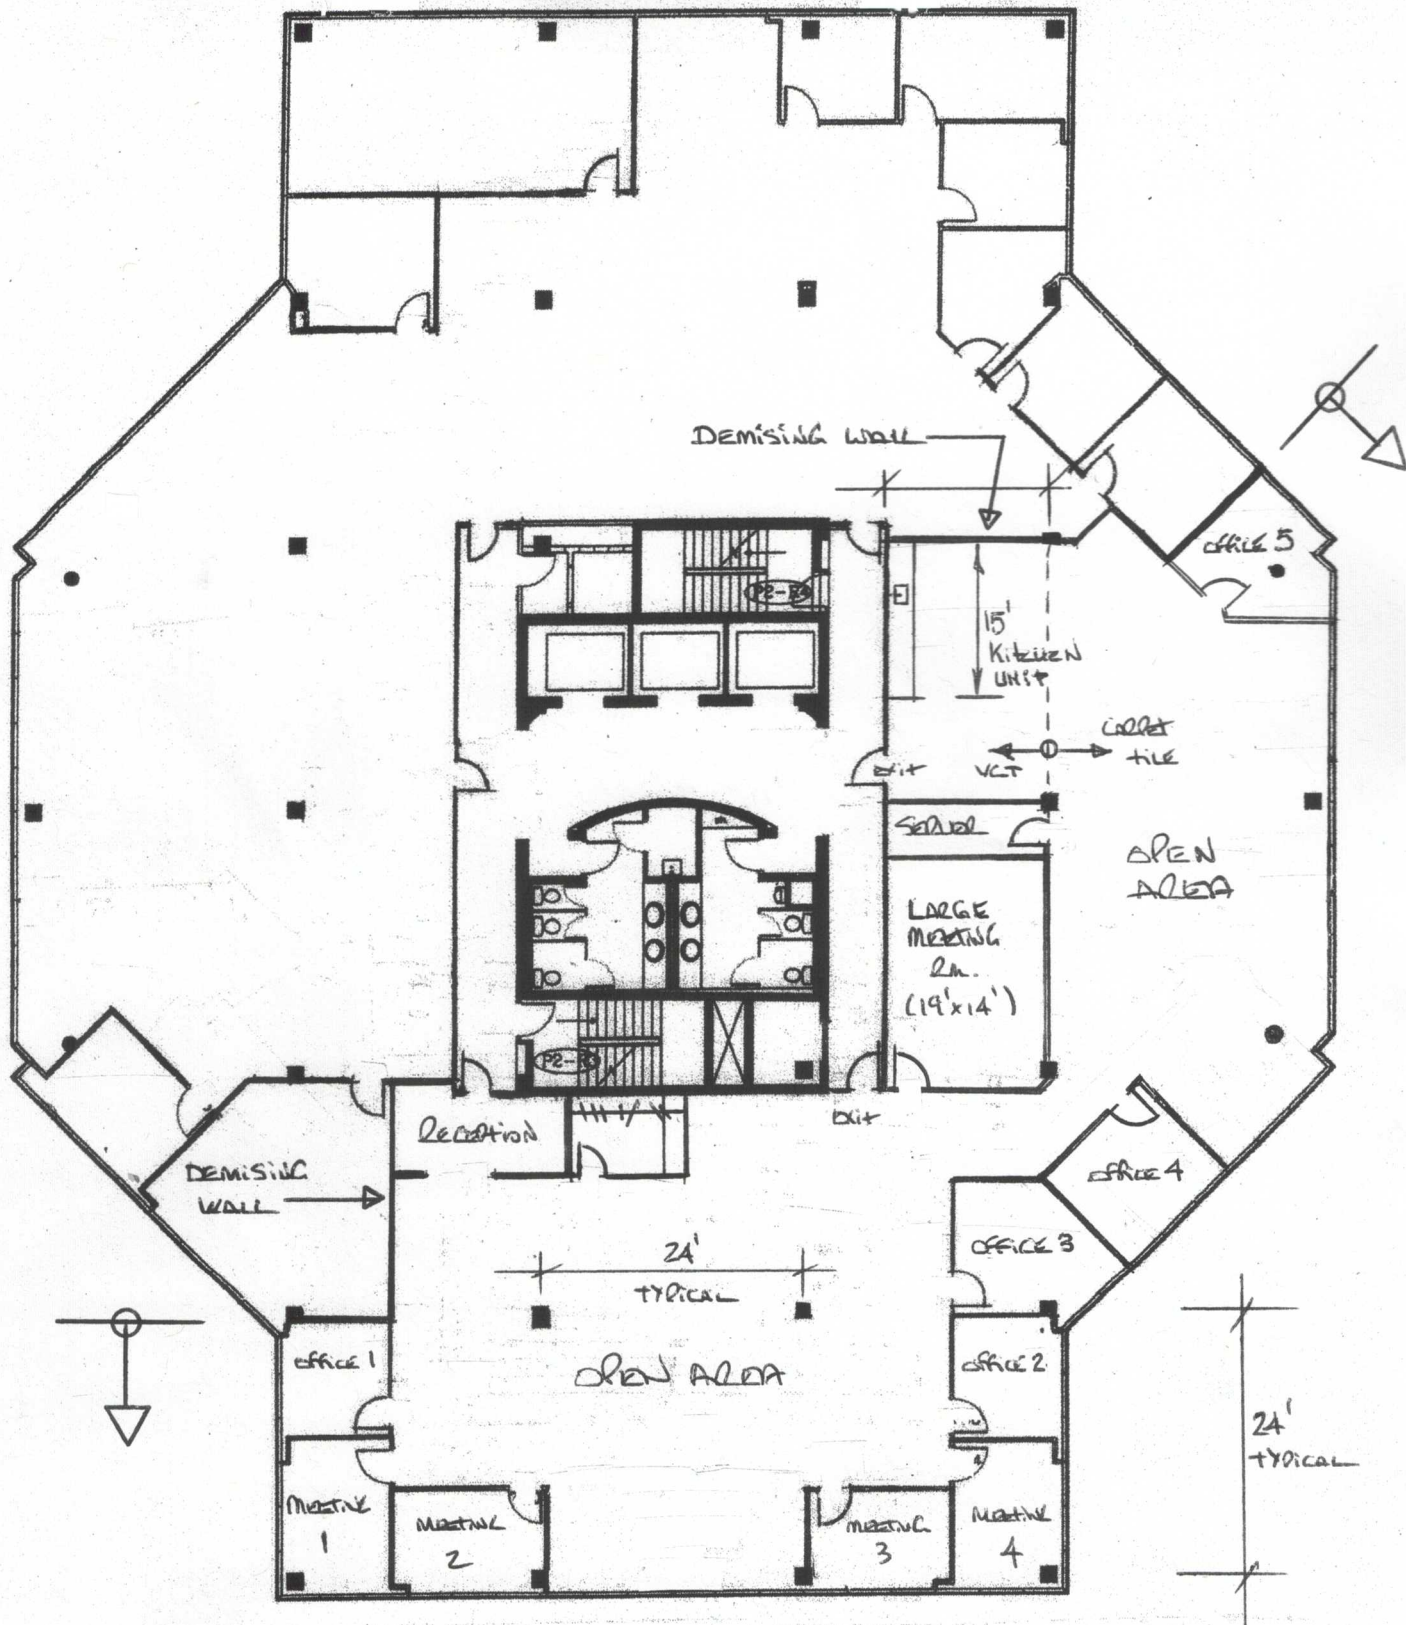 DEMISING WALL
OFFICE 5
P2-R4
15'
KITCHEN
UNIT
CARPET
TILE
VCT
EXIT
SERVER
OPEN
AREA
LARGE
MEETING
RM.
(19'x14')
EXIT
RECEPTION
DEMISING
WALL
OFFICE 4
OFFICE 3
24'
TYPICAL
OFFICE 1
OPEN AREA
OFFICE 2
24'
TYPICAL
MEETING
1
MEETING
2
MEETING
3
MEETING
4